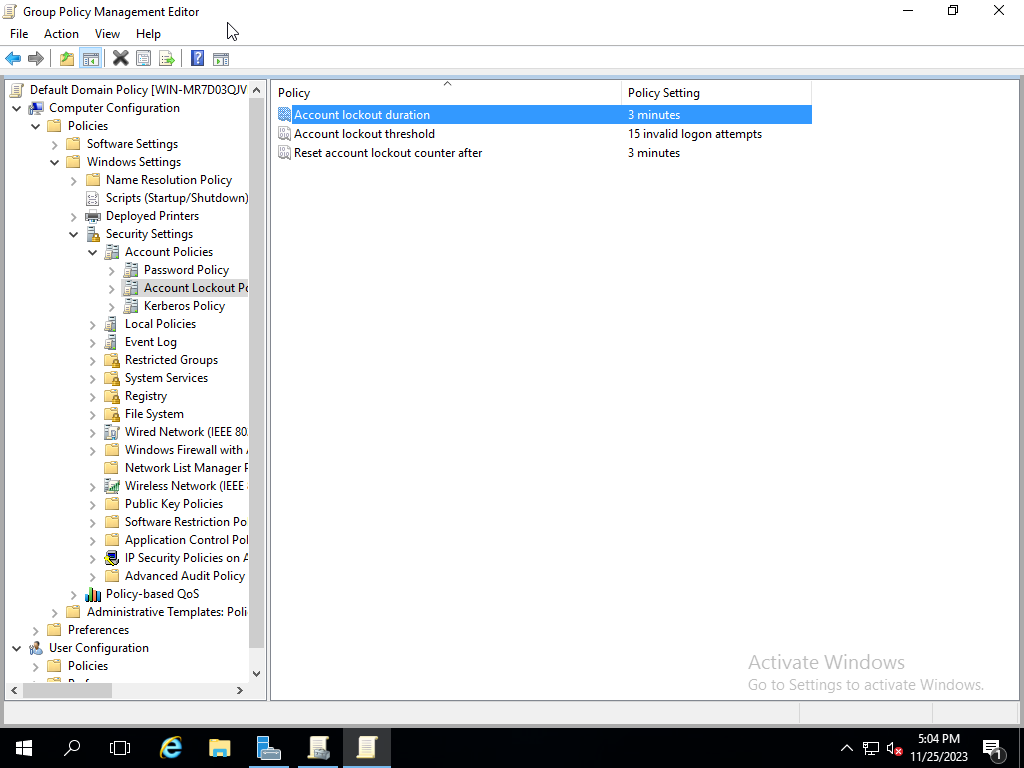 Group Policy Management Editor
File Action View Help
Default Domain Policy [WIN-MR7D03QJV
Computer Configuration
Policies
Software Settings
Windows Settings
Name Resolution Policy
Scripts (Startup/Shutdown)
Deployed Printers
Security Settings
Account Policies
Password Policy
Account Lockout Po
Kerberos Policy
Local Policies
Event Log
Restricted Groups
System Services
Registry
File System
Wired Network (IEEE 80
Windows Firewall with
Network List Manager P
Wireless Network (IEEE
Public Key Policies
Software Restriction Po
Application Control Pol
IP Security Policies on A
Advanced Audit Policy
Policy-based QoS
Administrative Templates: Poli
Preferences
User Configuration
Policies
Policy Policy Setting
Account lockout duration 3 minutes
Account lockout threshold 15 invalid logon attempts
Reset account lockout counter after 3 minutes
Activate Windows
Go to Settings to activate Windows.
5:04 PM
11/25/2023
1